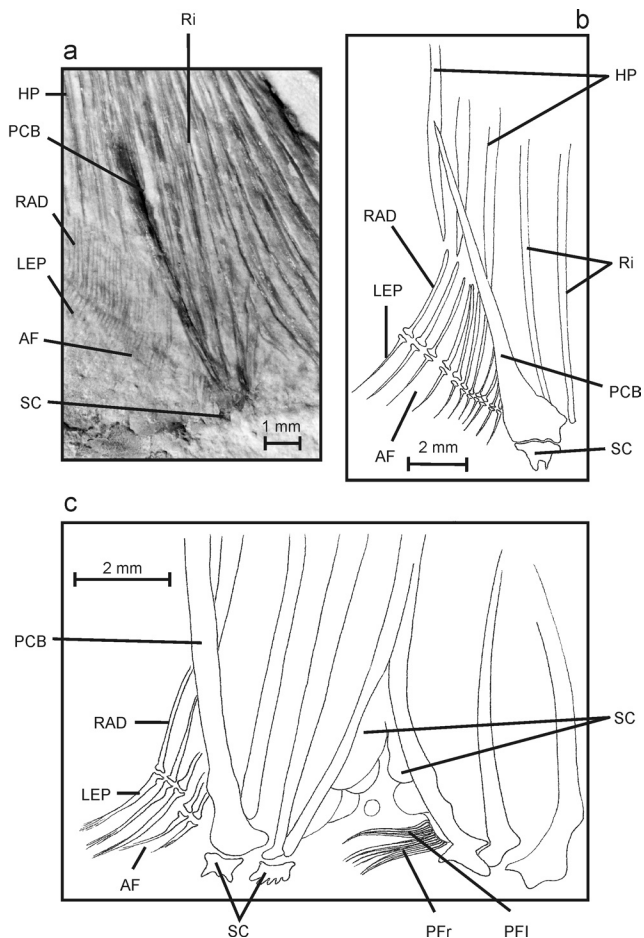 a
Ri
HP
PCB
RAD
LEP
AF
SC
1 mm
b
HP
RAD
Ri
LEP
PCB
AF
2 mm
SC
c
2 mm
PCB
SC
RAD
LEP
AF
SC
PFr
PFl